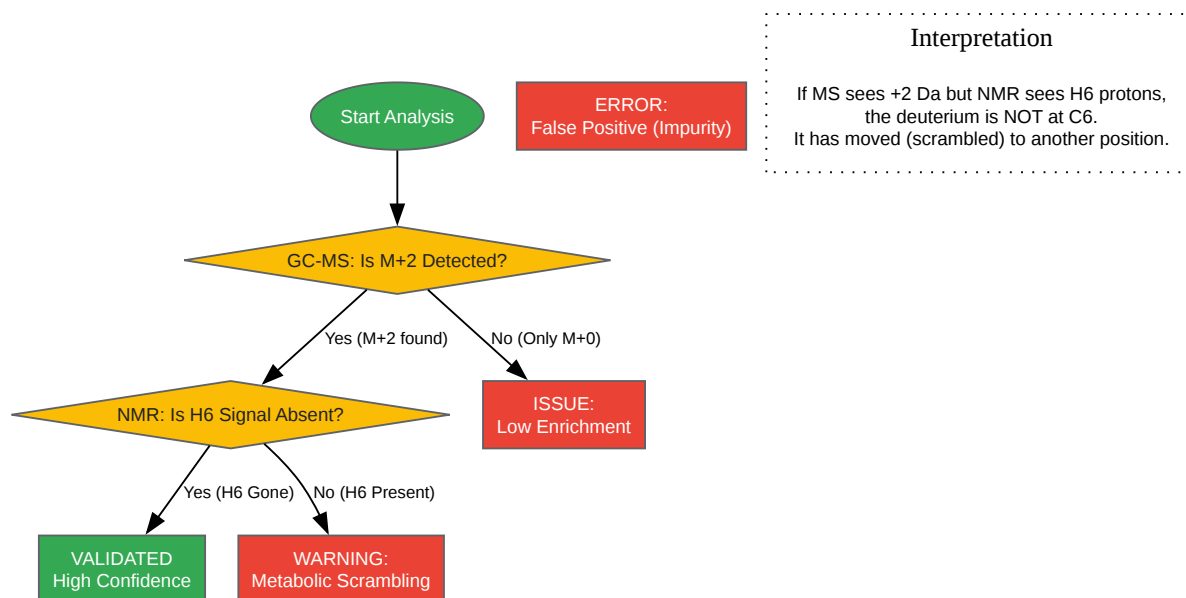 Interpretation
If MS sees +2 Da but NMR sees H6 protons,
the deuterium is NOT at C6.
It has moved (scrambled) to another position.
Start Analysis
ERROR:
False Positive (Impurity)
GC-MS: Is M+2 Detected?
Yes (M+2 found)
No (Only M+0)
NMR: Is H6 Signal Absent?
ISSUE:
Low Enrichment
Yes (H6 Gone)
No (H6 Present)
VALIDATED
High Confidence
WARNING:
Metabolic Scrambling